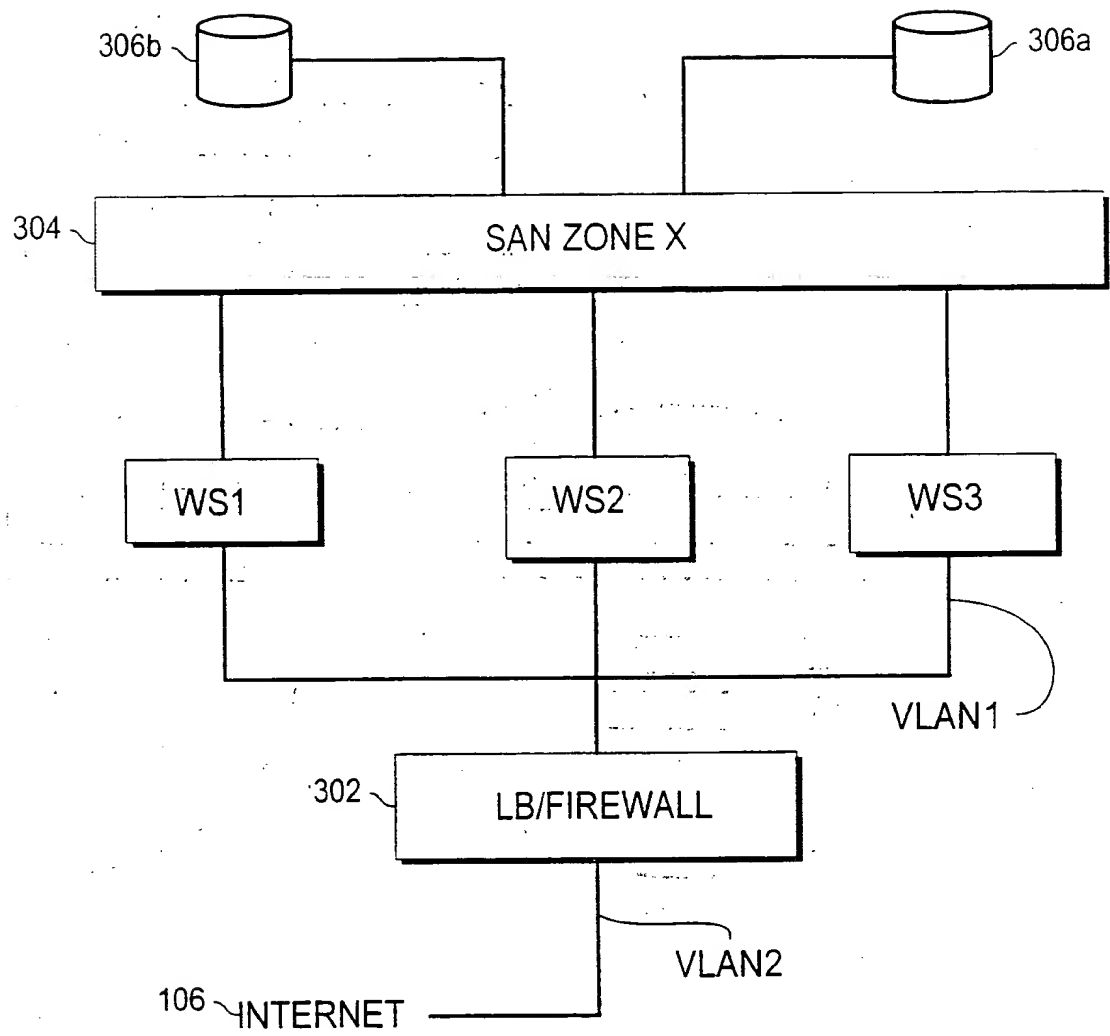 306b
306a
304
SAN ZONE X
WS1
WS2
WS3
VLAN1
302
LB/FIREWALL
VLAN2
106
INTERNET